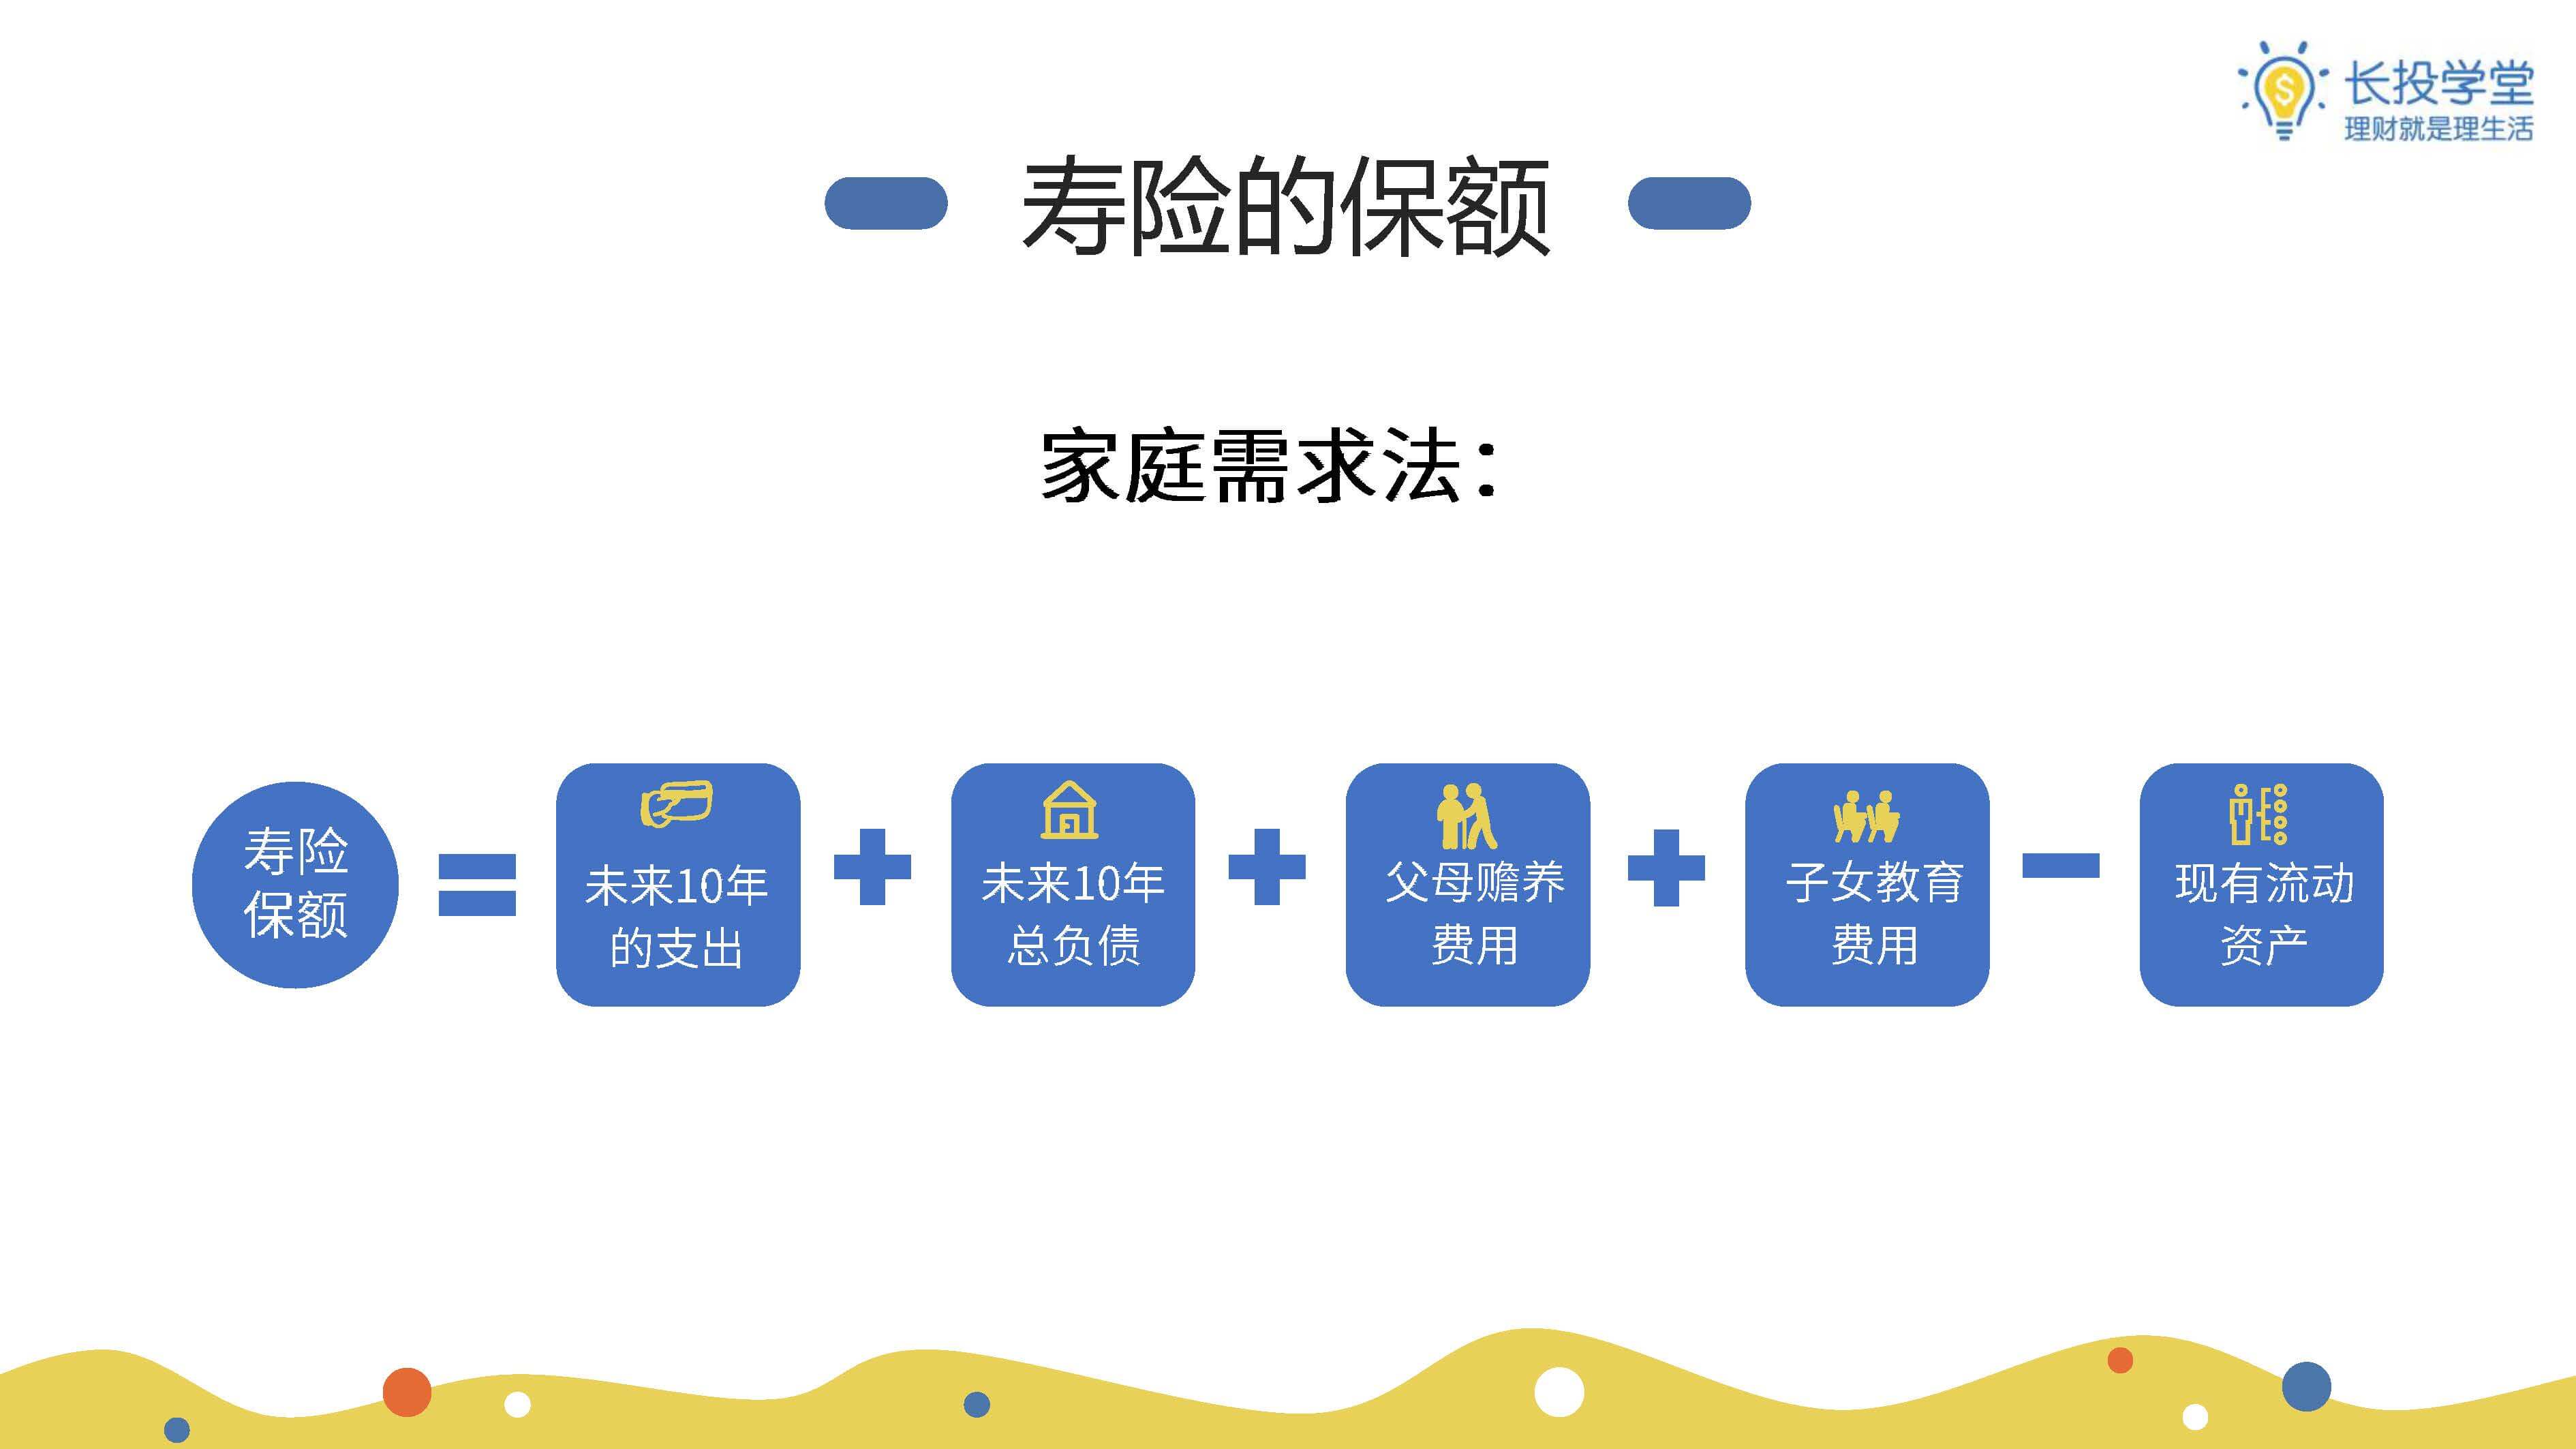 长投学堂
理财就是理生活
寿险的保额
家庭需求法：
寿险
保额
=
未来10年
的支出
+
未来10年
总负债
+
父母赡养
费用
+
子女教育
费用
-
现有流动
资产